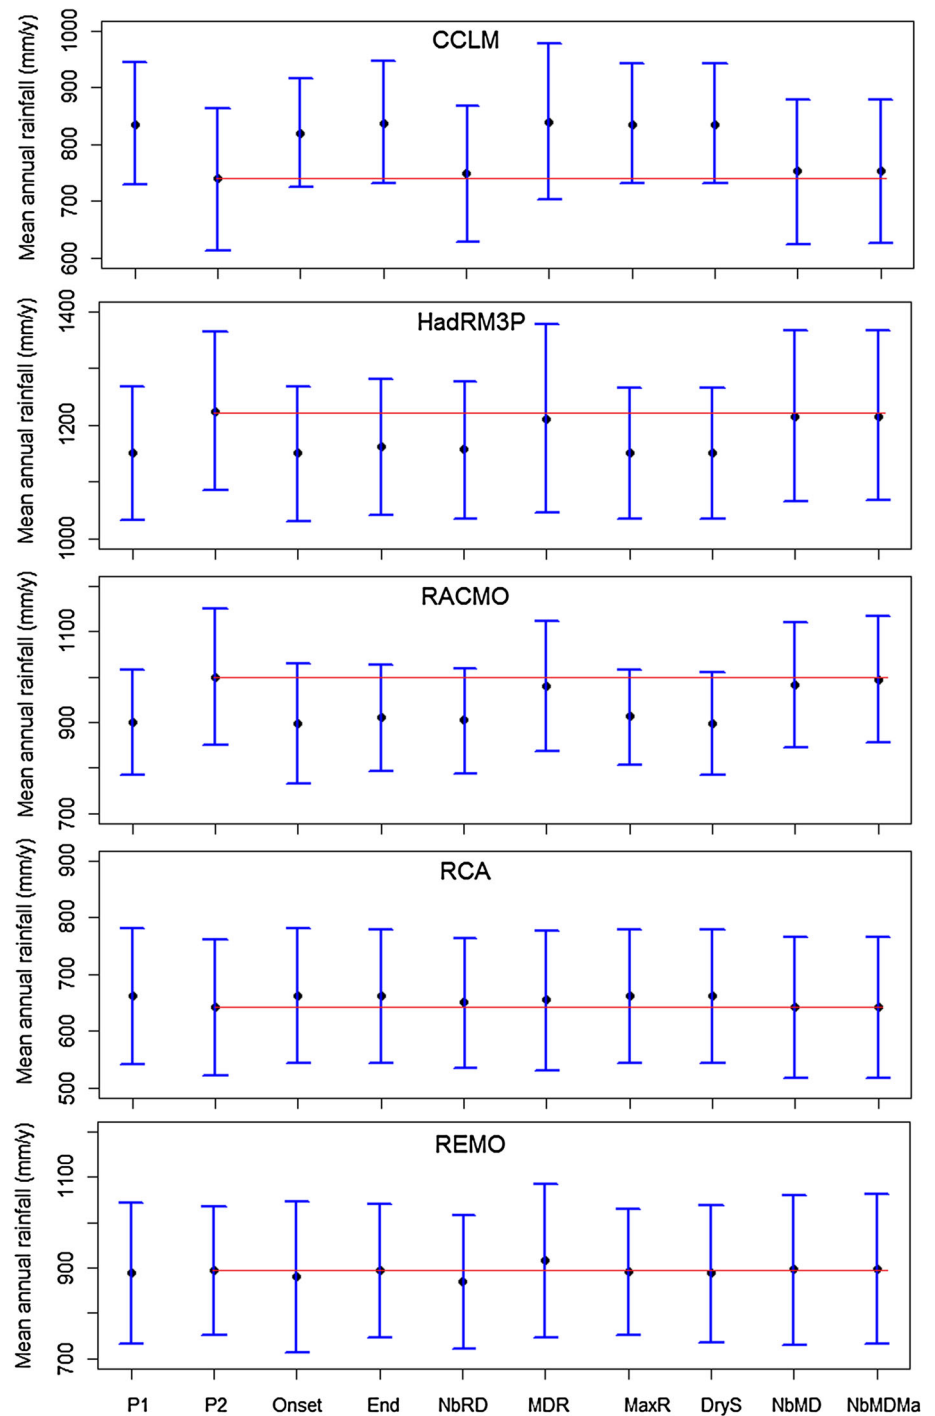 CCLM
Mean annual rainfall (mm/y)
1000
900
800
700
600
HadRM3P
Mean annual rainfall (mm/y)
1400
1200
1000
RACMO
Mean annual rainfall (mm/y)
1100
900
700
RCA
Mean annual rainfall (mm/y)
900
800
700
600
500
REMO
Mean annual rainfall (mm/y)
1100
900
700
P1 P2 Onset End NbRD MDR MaxR DryS NbMD NbMDMa